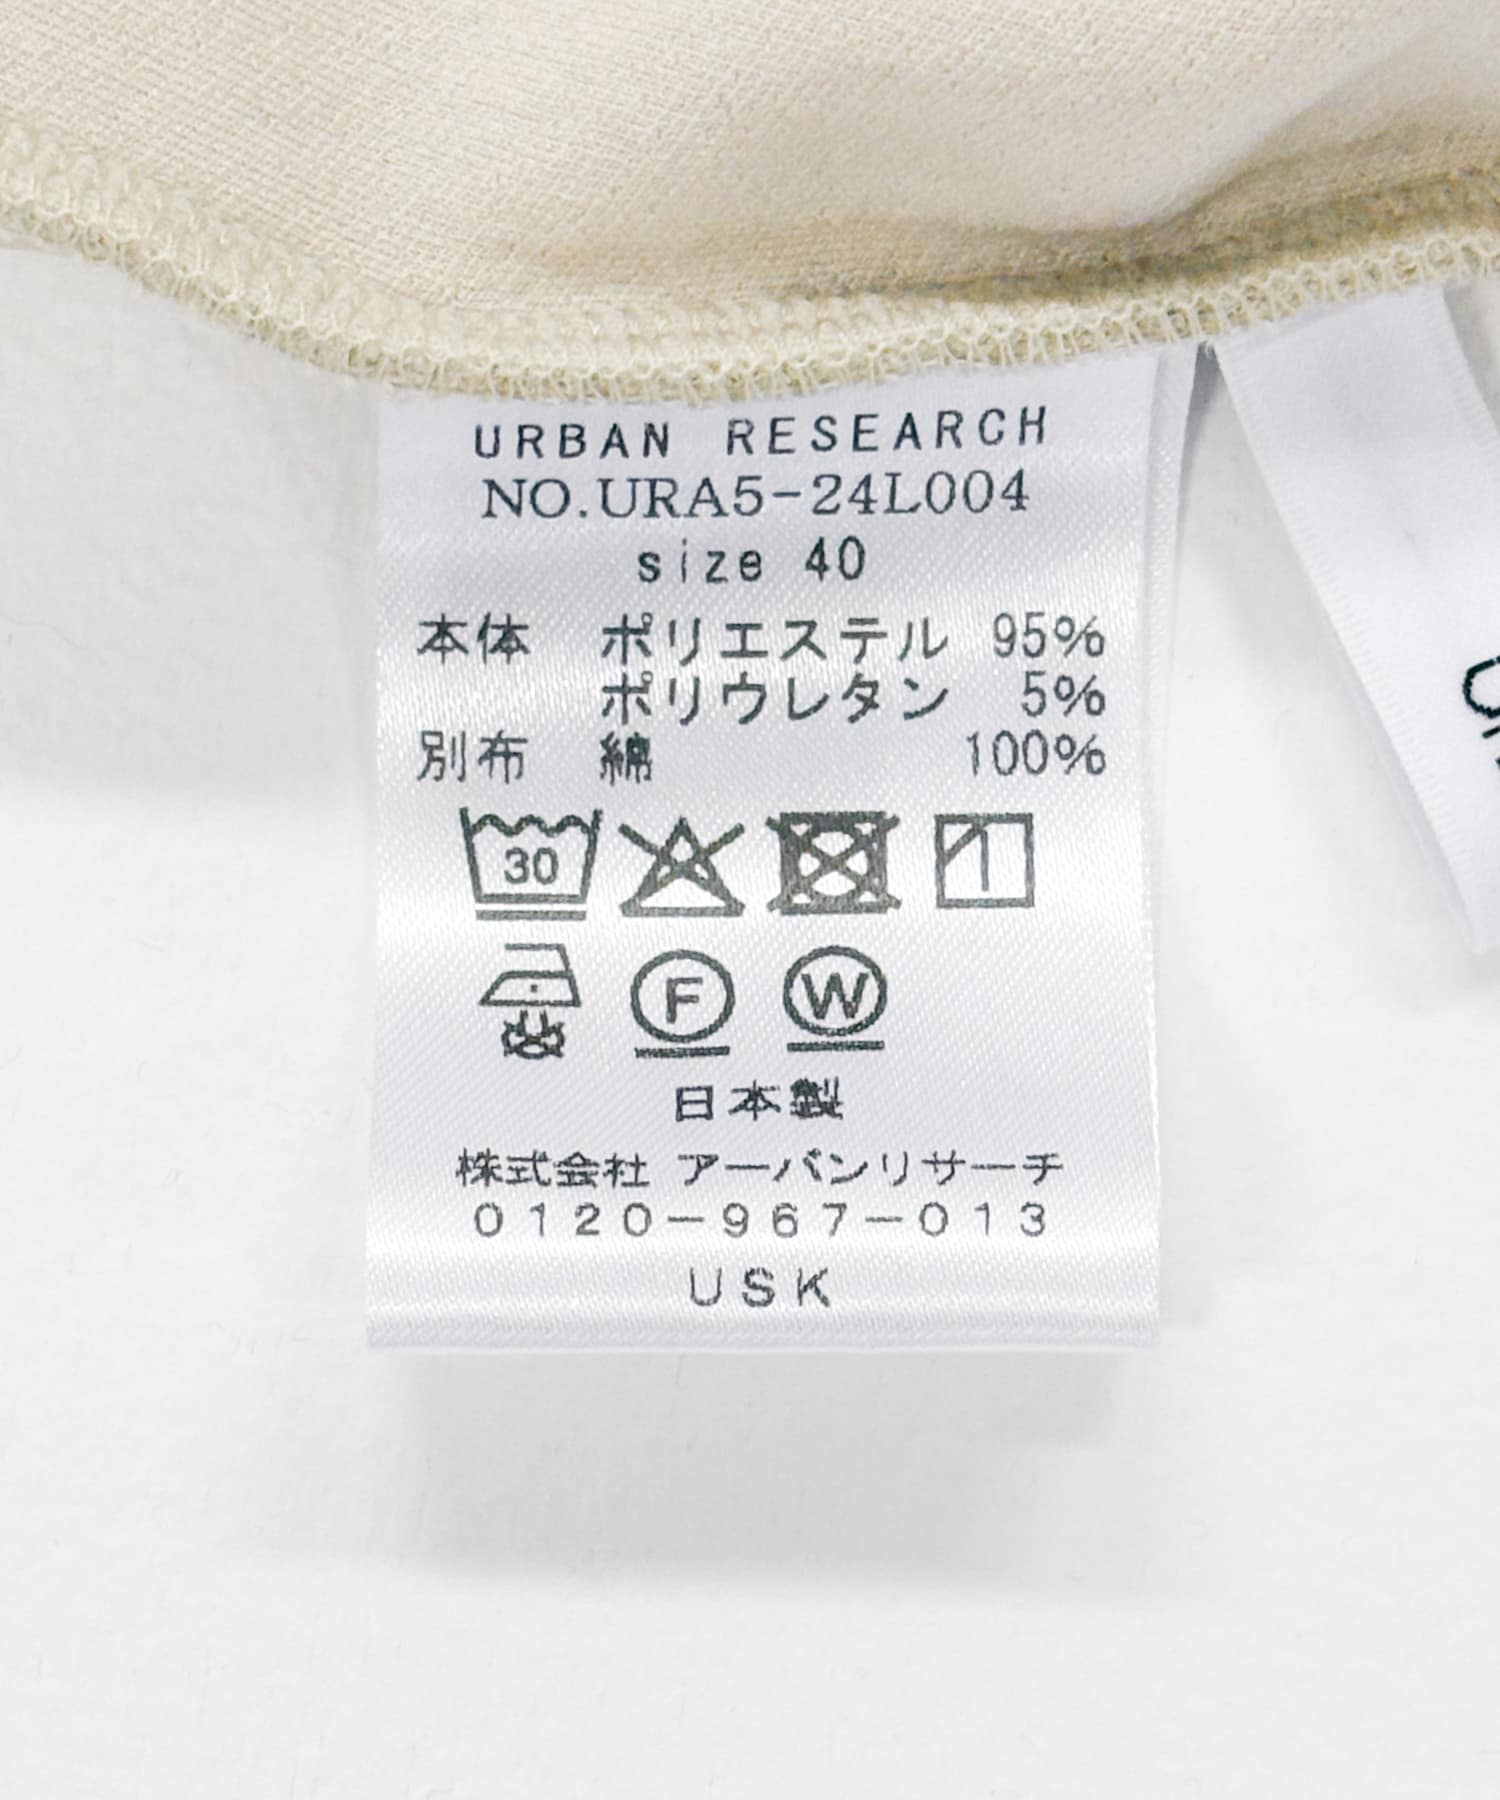 URBAN RESEARCH
NO.URA5-24L004
size 40
本体 ポリエステル 95%
ポリウレタン 5%
別布 綿 100%
30
F W
日本製
株式会社 アーバンリサーチ
0120-967-013
USK